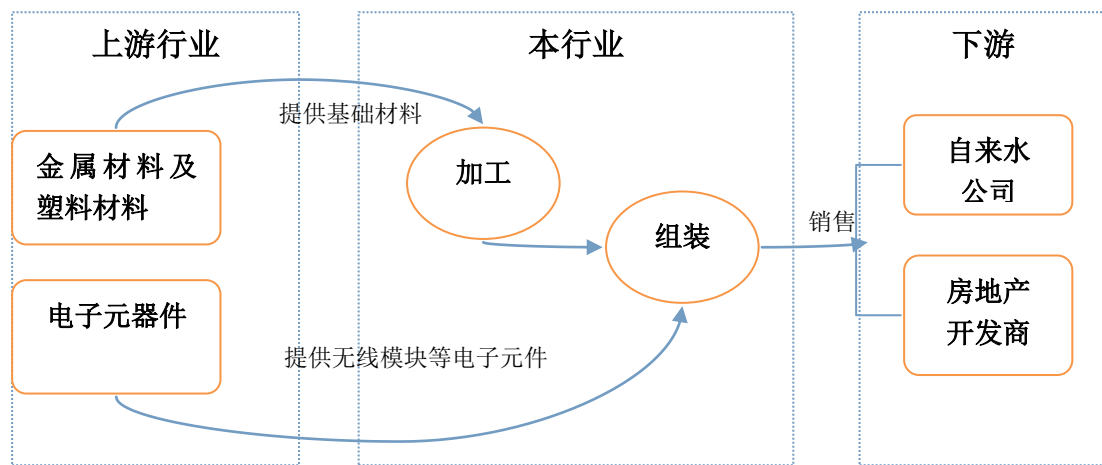 上游行业
本行业
下游
提供基础材料
金属材料及
塑料材料
加工
自来水
公司
组装
销售
电子元器件
房地产
开发商
提供无线模块等电子元件